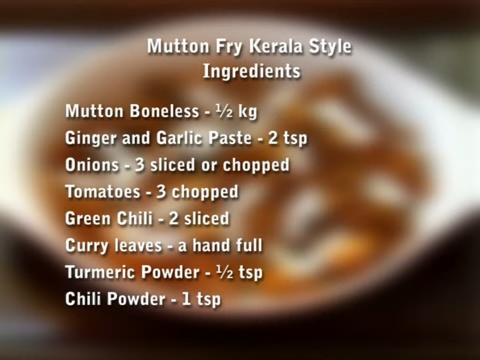 Mutton Fry Kerala Style
Ingredients
Mutton Boneless - ½ kg
Ginger and Garlic Paste - 2 tsp
Onions - 3 sliced or chopped
Tomatoes - 3 chopped
Green Chili - 2 sliced
Curry leaves - a hand full
Turmeric Powder - ½ tsp
Chili Powder - 1 tsp